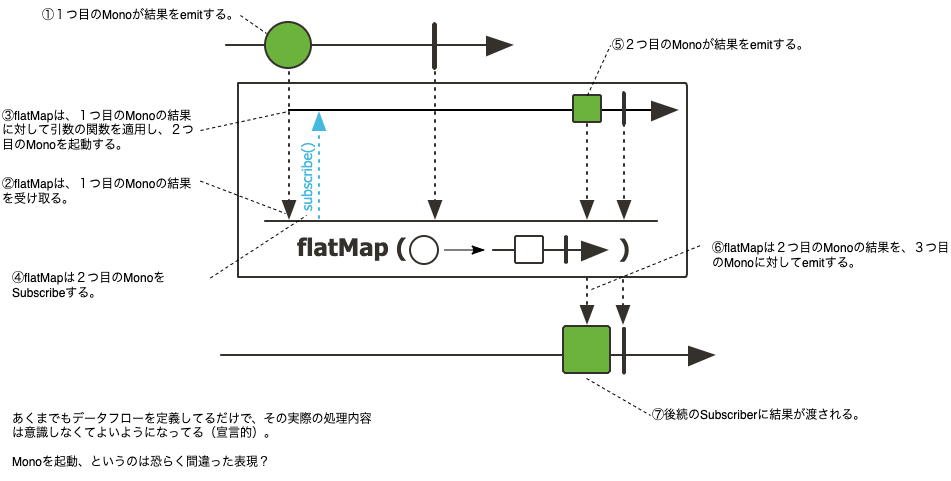 ①１つ目のMonoが結果をemitする。
⑤２つ目のMonoが結果をemitする。
③flatMapは、１つ目のMonoの結果
に対して引数の関数を適用し、２つ
目のMonoを起動する。
subscribe()
②flatMapは、１つ目のMonoの結果
を受け取る。
flatMap ( )
④flatMapは２つ目のMonoを
Subscribeする。
⑥flatMapは２つ目のMonoの結果を、３つ目
のMonoに対してemitする。
⑦後続のSubscriberに結果が渡される。
あくまでもデータフローを定義してるだけで、その実際の処理内容
は意識しなくてよいようになってる（宣言的）。
Monoを起動、というのは恐らく間違った表現？